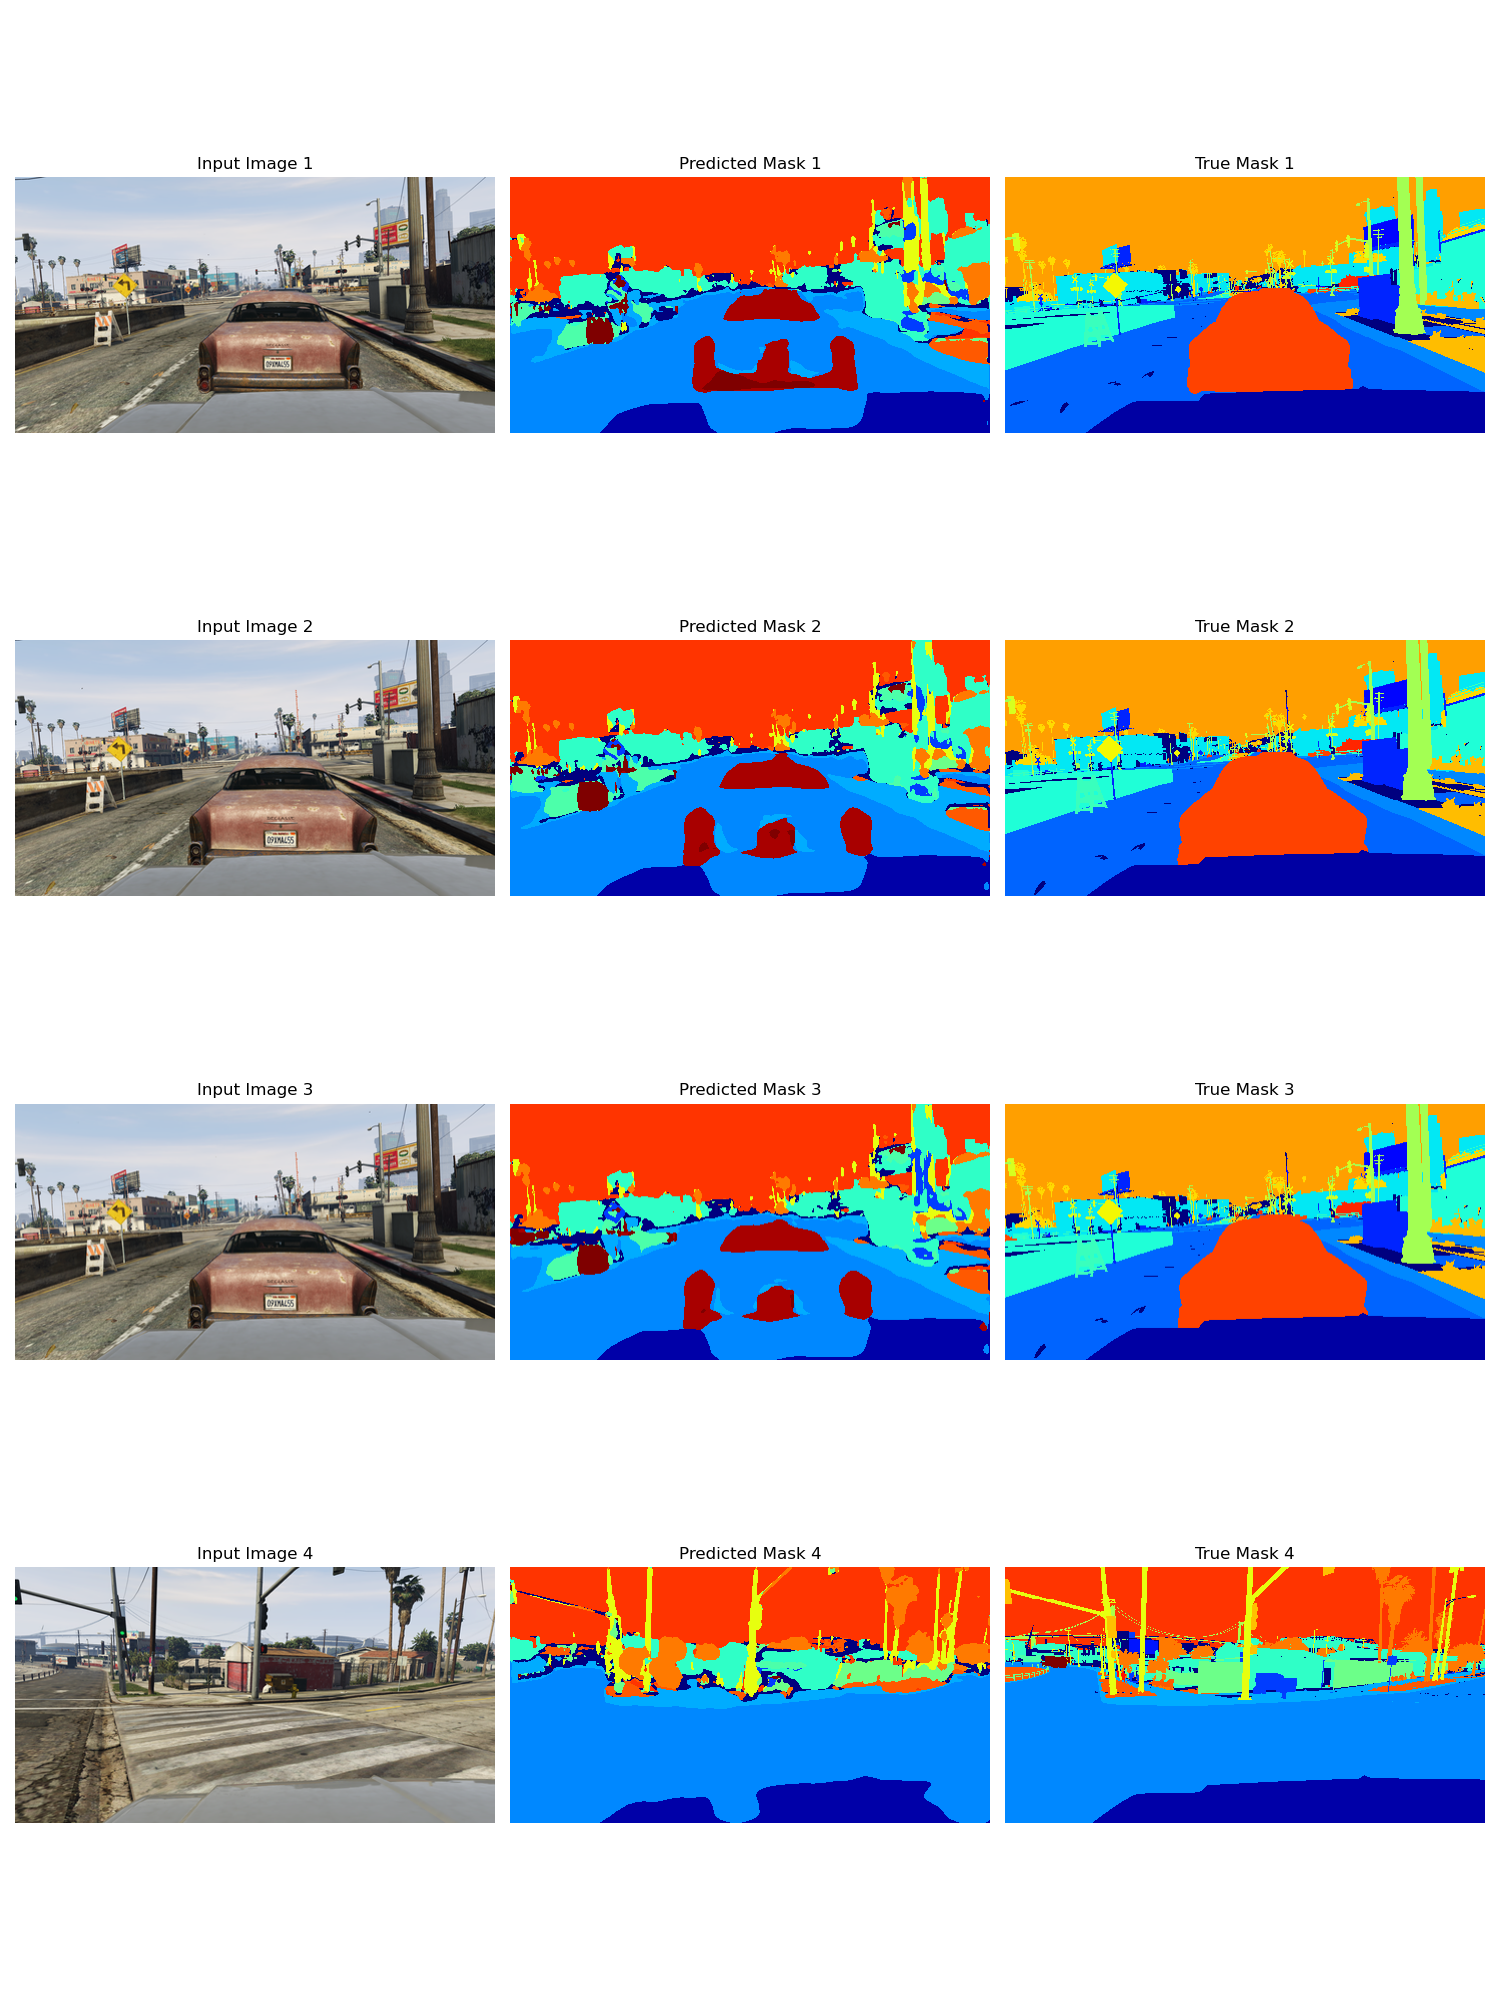 Input Image 1
Predicted Mask 1
True Mask 1
Input Image 2
Predicted Mask 2
True Mask 2
Input Image 3
Predicted Mask 3
True Mask 3
Input Image 4
Predicted Mask 4
True Mask 4